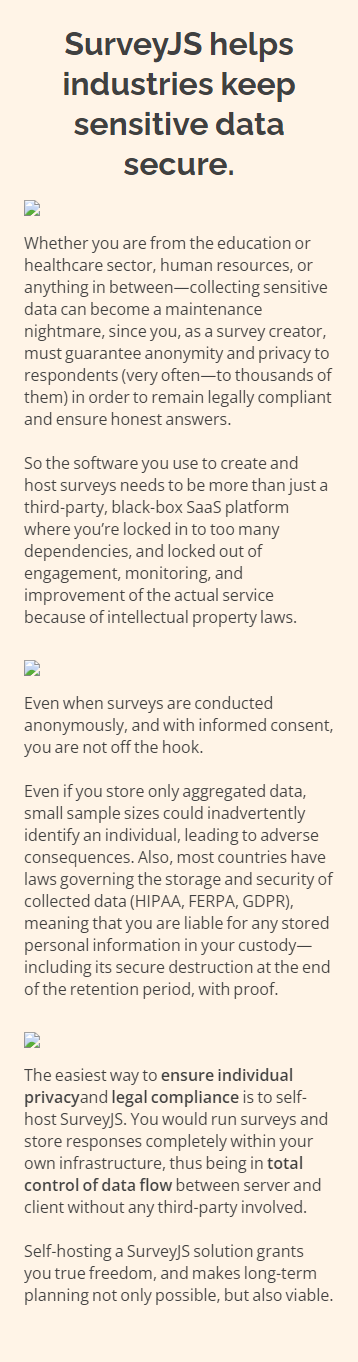 SurveyJS helps
industries keep
sensitive data
secure.
Whether you are from the education or
healthcare sector, human resources, or
anything in between—collecting sensitive
data can become a maintenance
nightmare, since you, as a survey creator,
must guarantee anonymity and privacy to
respondents (very often—to thousands of
them) in order to remain legally compliant
and ensure honest answers.
So the software you use to create and
host surveys needs to be more than just a
third-party, black-box SaaS platform
where you’re locked in to too many
dependencies, and locked out of
engagement, monitoring, and
improvement of the actual service
because of intellectual property laws.
Even when surveys are conducted
anonymously, and with informed consent,
you are not off the hook.
Even if you store only aggregated data,
small sample sizes could inadvertently
identify an individual, leading to adverse
consequences. Also, most countries have
laws governing the storage and security of
collected data (HIPAA, FERPA, GDPR),
meaning that you are liable for any stored
personal information in your custody—
including its secure destruction at the end
of the retention period, with proof.
The easiest way to ensure individual
privacyand legal compliance is to self-
host SurveyJS. You would run surveys and
store responses completely within your
own infrastructure, thus being in total
control of data flow between server and
client without any third-party involved.
Self-hosting a SurveyJS solution grants
you true freedom, and makes long-term
planning not only possible, but also viable.